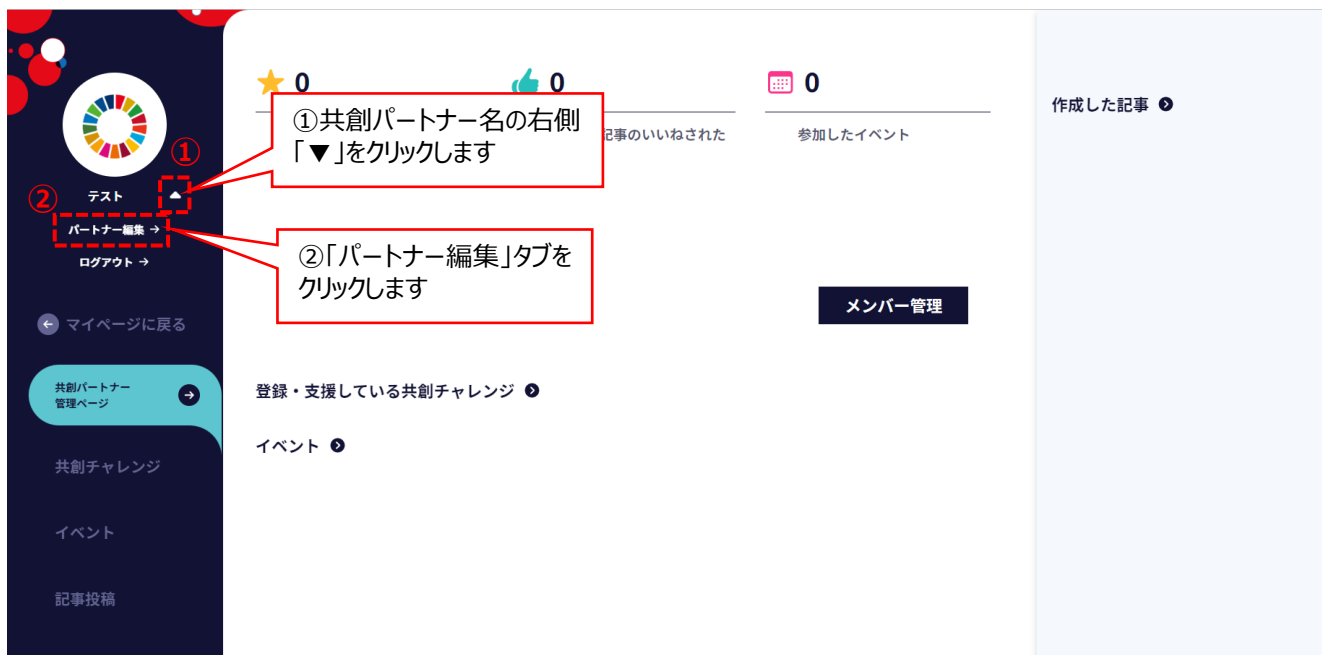 ①
②
テスト
パートナー編集 →
ログアウト →
マイページに戻る
共創パートナー
管理ページ
共創チャレンジ
イベント
記事投稿
0
0
0
①共創パートナー名の右側
「▼」をクリックします
記事のいいねされた
参加したイベント
②「パートナー編集」タブを
クリックします
メンバー管理
登録・支援している共創チャレンジ
イベント
作成した記事